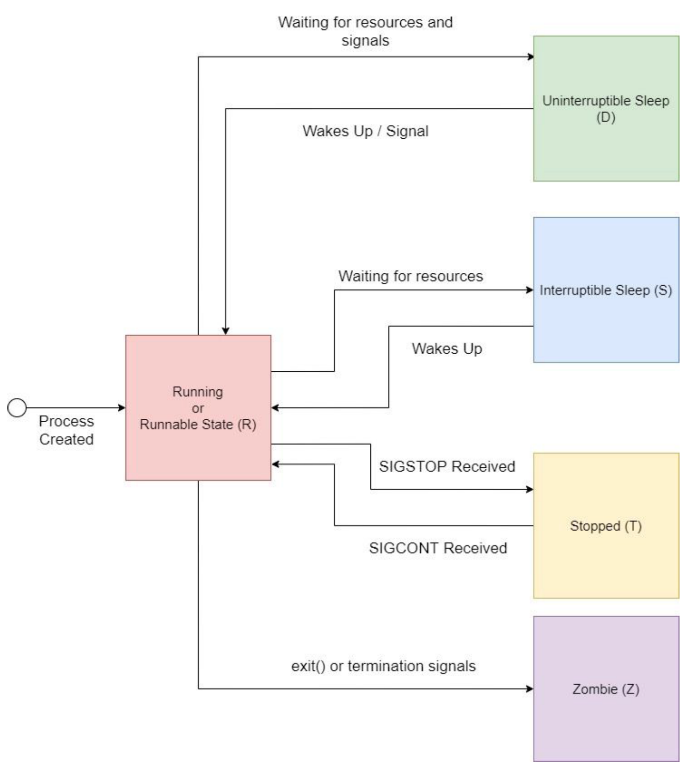 Waiting for resources and
signals
Uninterruptible Sleep
(D)
Wakes Up / Signal
Waiting for resources
Interruptible Sleep (S)
Wakes Up
Running
or
Runnable State (R)
Process
Created
SIGSTOP Received
Stopped (T)
SIGCONT Received
exit() or termination signals
Zombie (Z)